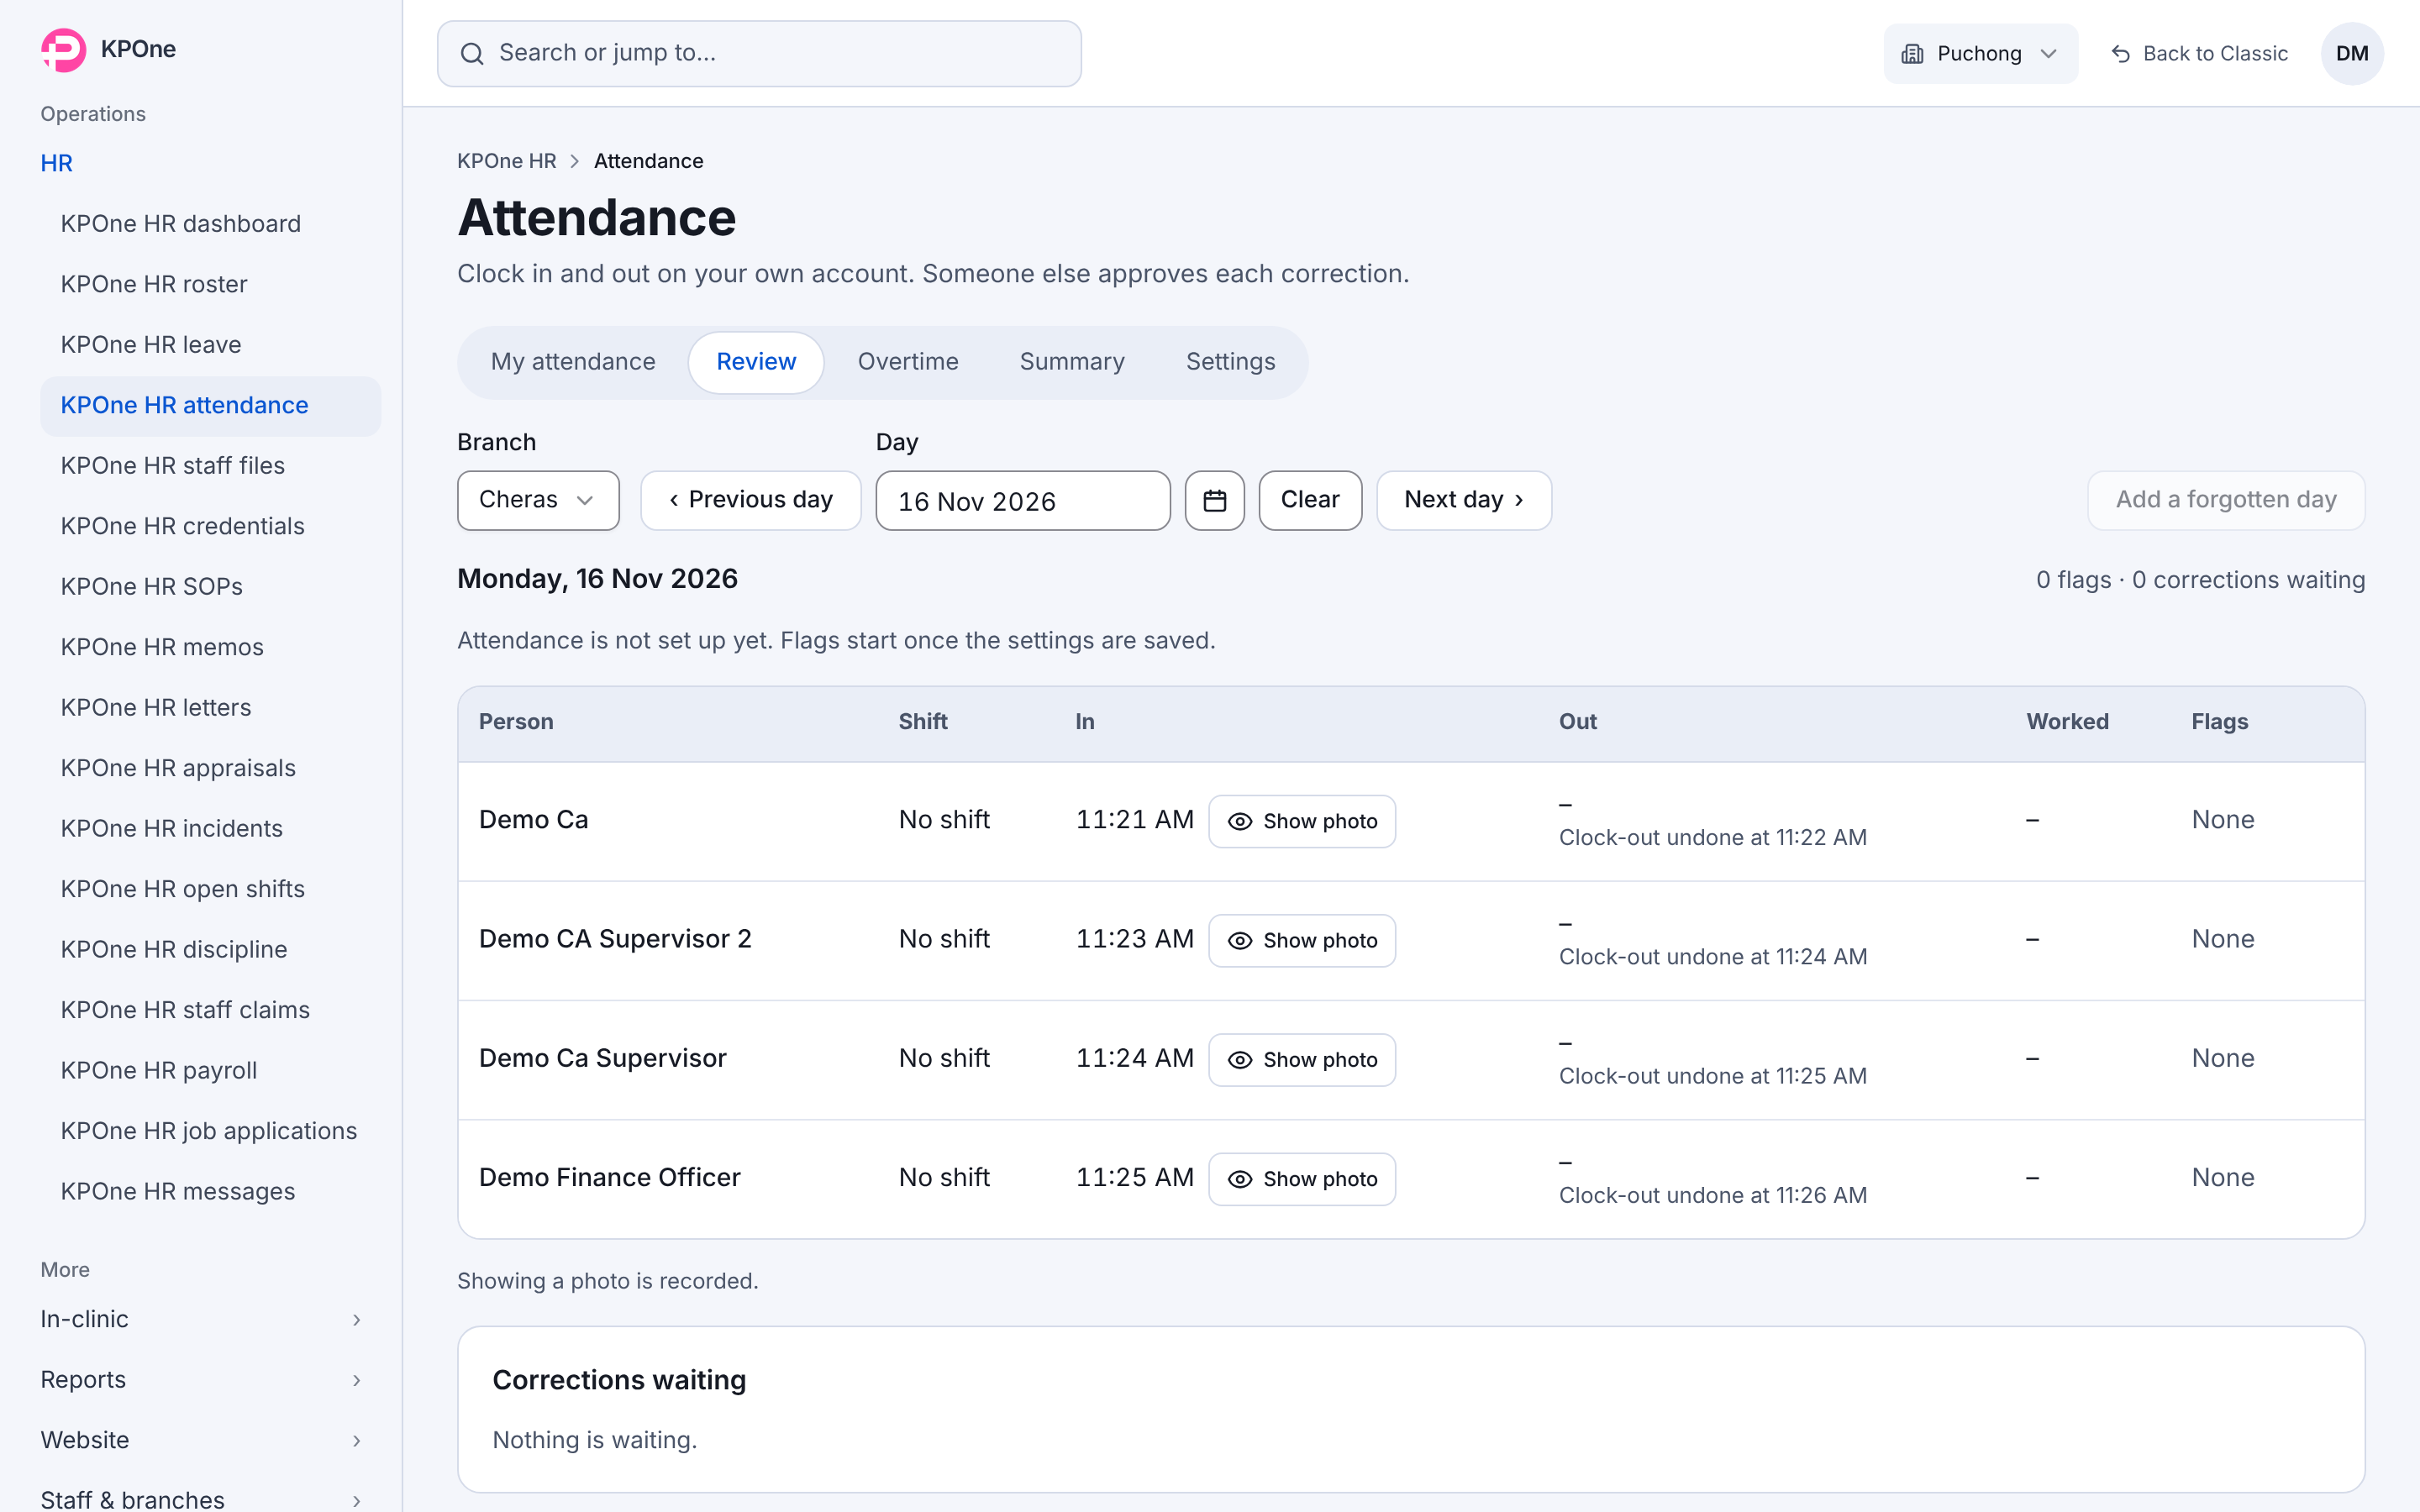 KPOne
Operations
HR
KPOne HR dashboard
KPOne HR roster
KPOne HR leave
KPOne HR attendance
KPOne HR staff files
KPOne HR credentials
KPOne HR SOPs
KPOne HR memos
KPOne HR letters
KPOne HR appraisals
KPOne HR incidents
KPOne HR open shifts
KPOne HR discipline
KPOne HR staff claims
KPOne HR payroll
KPOne HR job applications
KPOne HR messages
More
In-clinic
Reports
Website
Staff & branches
Search or jump to...
Puchong
Back to Classic
DM
KPOne HR > Attendance
Attendance
Clock in and out on your own account. Someone else approves each correction.
My attendance Review Overtime Summary Settings
Branch Day
Cheras ‹ Previous day 16 Nov 2026 Clear Next day › Add a forgotten day
Monday, 16 Nov 2026 0 flags · 0 corrections waiting
Attendance is not set up yet. Flags start once the settings are saved.
Person Shift In Out Worked Flags
Demo Ca No shift 11:21 AM Show photo – – None
Clock-out undone at 11:22 AM
Demo CA Supervisor 2 No shift 11:23 AM Show photo – – None
Clock-out undone at 11:24 AM
Demo Ca Supervisor No shift 11:24 AM Show photo – – None
Clock-out undone at 11:25 AM
Demo Finance Officer No shift 11:25 AM Show photo – – None
Clock-out undone at 11:26 AM
Showing a photo is recorded.
Corrections waiting
Nothing is waiting.